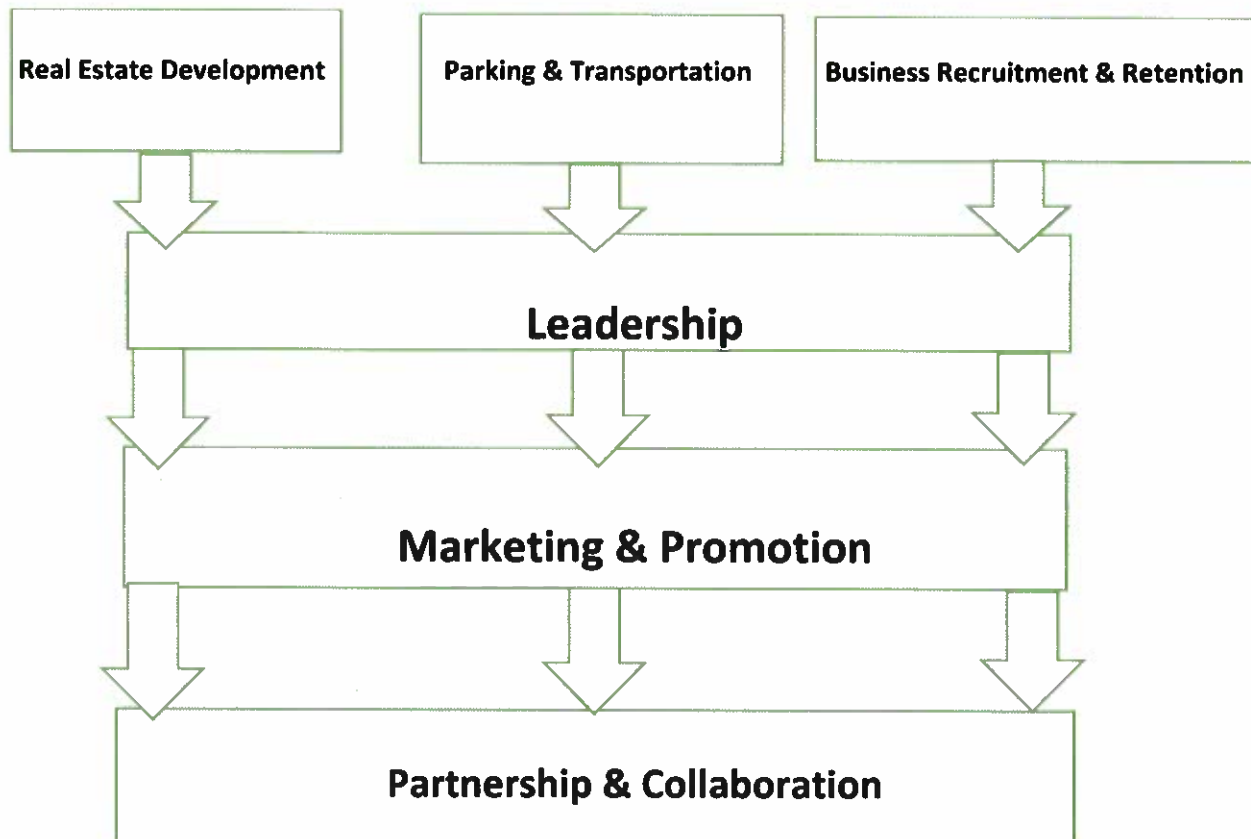 Real Estate Development
Parking & Transportation
Business Recruitment & Retention
Leadership
Marketing & Promotion
Partnership & Collaboration